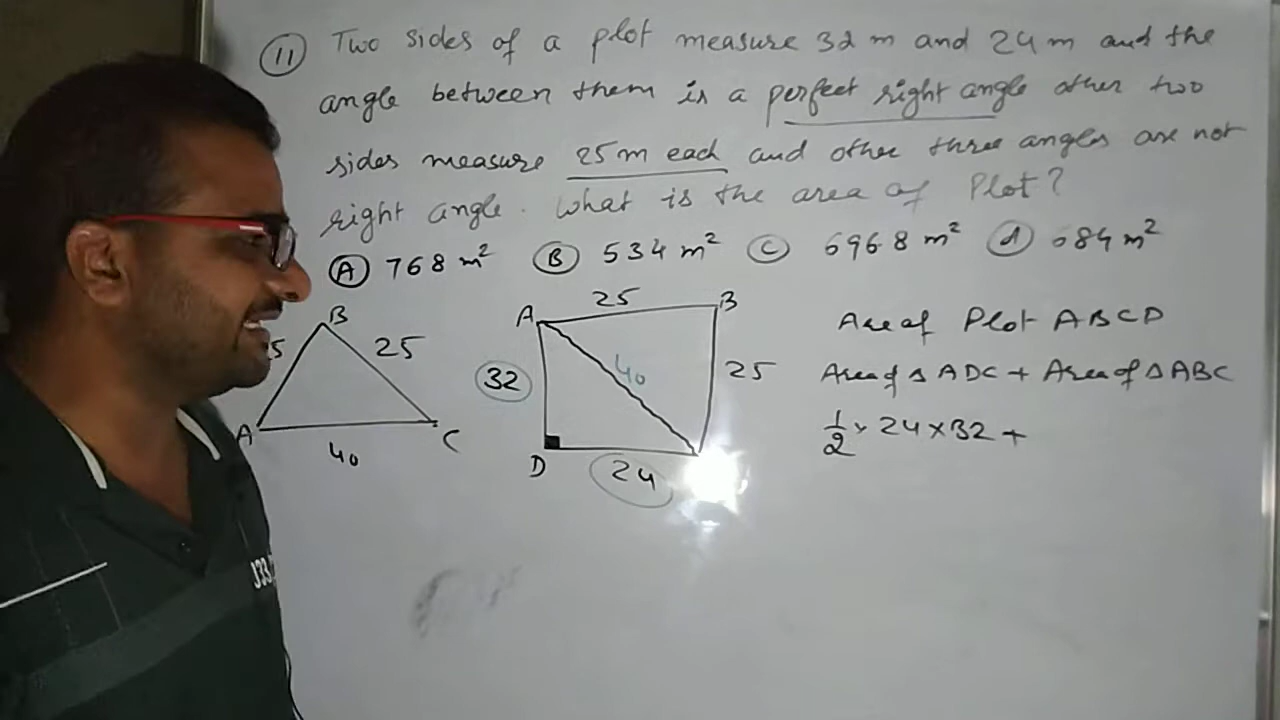 11 Two sides of a plot measure 32 m and 24 m and the
angle between them is a perfect right angle other two
sides measure 25 m each and other three angles are not
right angle. What is the area of Plot?
A 768 m² B 534 m² C 696.8 m² d 684 m²
B
25
A
C
40
25
A
B
32
40
25
D
24
Area of Plot ABCD
Area of △ ADC + Area of △ ABC
1/2 × 24 × 32 +